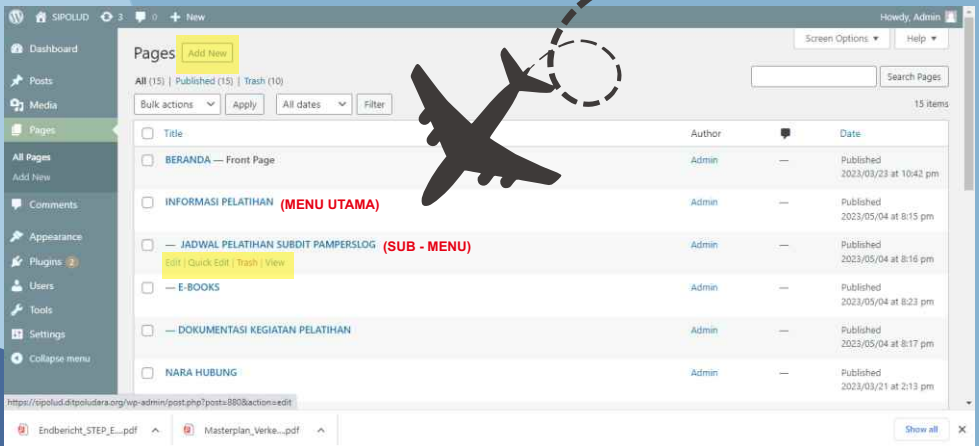 SIPOLUD 3 0 + New Howdy, Admin
Dashboard
Posts
Media
Pages
All Pages
Add New
Comments
Appearance
Plugins 2
Users
Tools
Settings
Collapse menu
Screen Options ▼ Help ▼
Pages Add New
All (15) | Published (15) | Trash (10)
Search Pages
Bulk actions Apply All dates Filter 15 items
Title Author Date
BERANDA — Front Page Admin — Published
2023/03/23 at 10:42 pm
INFORMASI PELATIHAN (MENU UTAMA) Admin — Published
2023/05/04 at 8:15 pm
— JADWAL PELATIHAN SUBDIT PAMPERSLOG (SUB - MENU) Admin — Published
Edit | Quick Edit | Trash | View 2023/05/04 at 8:16 pm
— E-BOOKS Admin — Published
2023/05/04 at 8:23 pm
— DOKUMENTASI KEGIATAN PELATIHAN Admin — Published
2023/05/04 at 8:17 pm
NARA HUBUNG Admin — Published
2023/03/21 at 2:13 pm
https://sipolud.ditpoludara.org/wp-admin/post.php?post=880&action=edit
Endbericht_STEP_E....pdf Masterplan_Verke....pdf Show all X